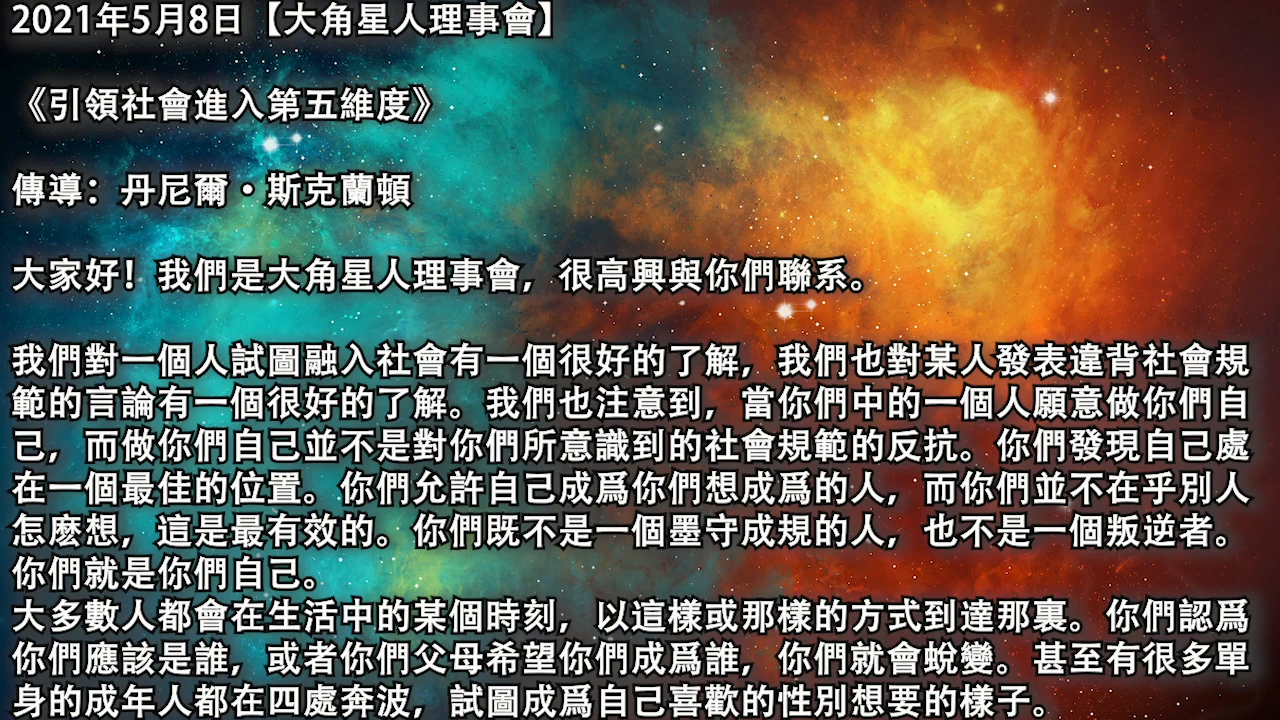 2021年5月8日【大角星人理事會】
《引領社會進入第五維度》
傳導：丹尼爾·斯克蘭頓
大家好！我們是大角星人理事會，很高興與你們聯系。
我們對一個人試圖融入社會有一個很好的了解，我們也對某人發表違背社會規
範的言論有一個很好的了解。我們也注意到，當你們中的一個人願意做你們自
己，而做你們自己並不是對你們所意識到的社會規範的反抗。你們發現自己處
在一個最佳的位置。你們允許自己成爲你們想成爲的人，而你們並不在乎別人
怎麽想，這是最有效的。你們既不是一個墨守成規的人，也不是一個叛逆者。
你們就是你們自己。
大多數人都會在生活中的某個時刻，以這樣或那樣的方式到達那裏。你們認爲
你們應該是誰，或者你們父母希望你們成爲誰，你們就會蛻變。甚至有很多單
身的成年人都在四處奔波，試圖成爲自己喜歡的性別想要的樣子。